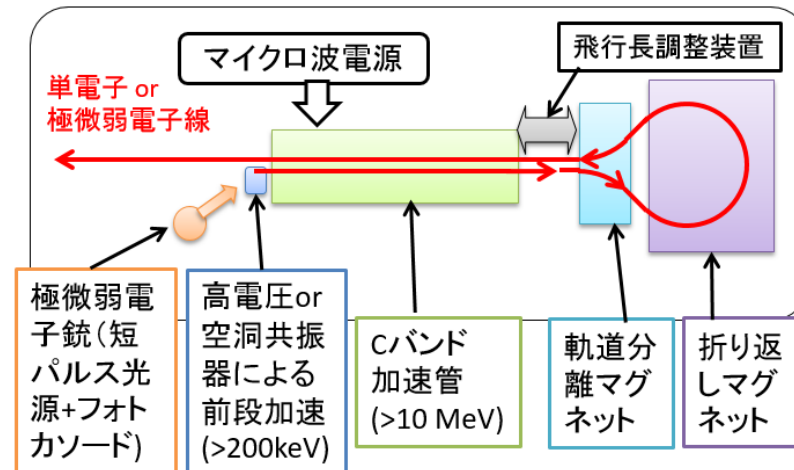 マイクロ波電源
飛行長調整装置
単電子 or
極微弱電子線
極微弱電
子銃(短
パルス光
源+フォト
カソード)
高電圧or
空洞共振
器による
前段加速
(>200keV)
Cバンド
加速管
(>10 MeV)
軌道分
離マグ
ネット
折り返
しマグ
ネット